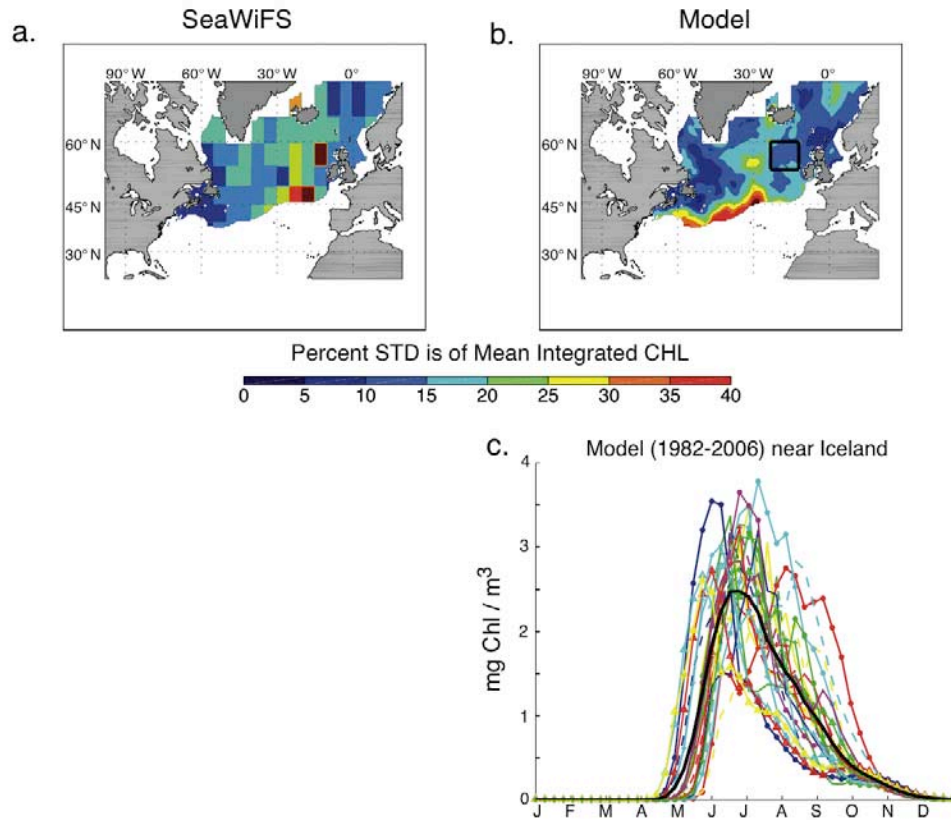 SeaWiFS
Model
a.
b.
90°W 60°W 30°W 0°
60°N
45°N
30°N
90°W 60°W 30°W 0°
60°N
45°N
30°N
Percent STD is of Mean Integrated CHL
0 5 10 15 20 25 30 35 40
c.
Model (1982-2006) near Iceland
mg Chl / m³
4
3
2
1
0
J F M A M J J A S O N D